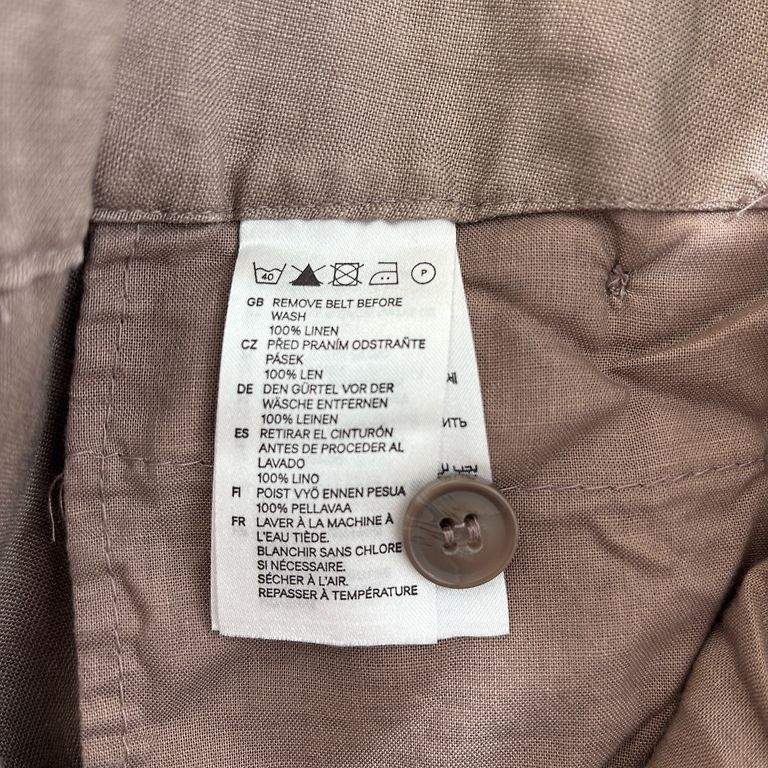 40 P
GB REMOVE BELT BEFORE
WASH
100% LINEN
CZ PŘED PRANÍM ODSTRAŇTE
PÁSEK
100% LEN
DE DEN GÜRTEL VOR DER
WÄSCHE ENTFERNEN
100% LEINEN
ES RETIRAR EL CINTURÓN
ANTES DE PROCEDER AL
LAVADO
100% LINO
FI POIST VYÖ ENNEN PESUA
100% PELLAVAA
FR LAVER À LA MACHINE À
L'EAU TIÈDE.
BLANCHIR SANS CHLORE
SI NÉCESSAIRE.
SÉCHER À L'AIR.
REPASSER À TEMPÉRATURE